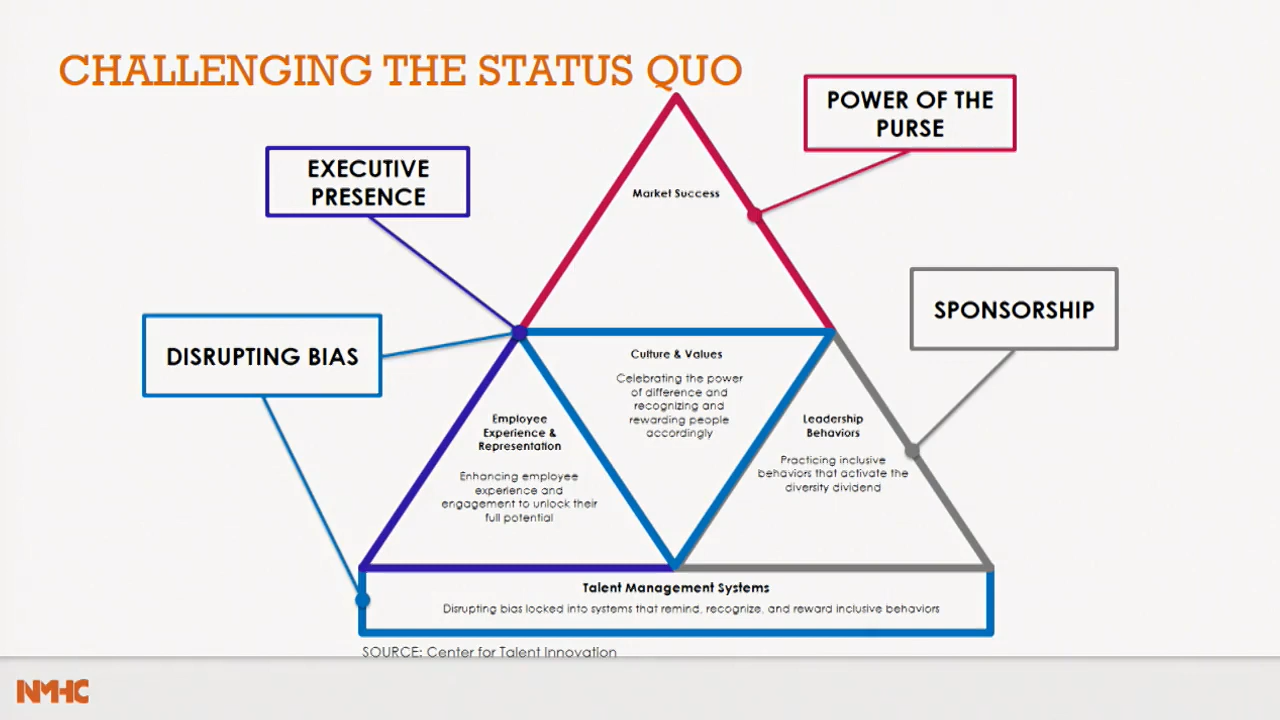 CHALLENGING THE STATUS QUO
POWER OF THE
PURSE
EXECUTIVE
PRESENCE
Market Success
SPONSORSHIP
DISRUPTING BIAS
Culture & Values
Celebrating the power
of difference and
recognizing and
rewarding people
accordingly
Employee
Experience &
Representation
Enhancing employee
experience and
engagement to unlock their
full potential
Leadership
Behaviors
Practicing inclusive
behaviors that activate the
diversity dividend
Talent Management Systems
Disrupting bias locked into systems that remind, recognize, and reward inclusive behaviors
SOURCE: Center for Talent Innovation
NMHC